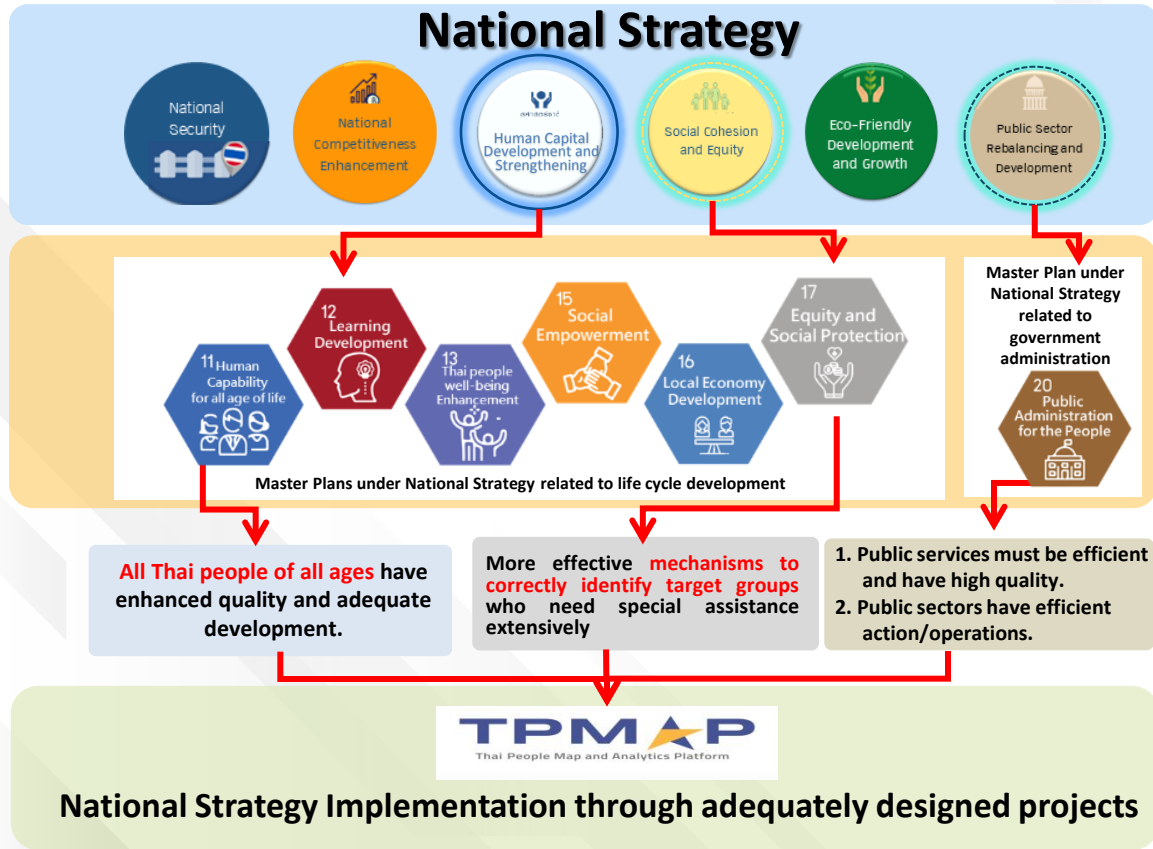 National Strategy
National
Security
National
Competitiveness
Enhancement
Human Capital
Development and
Strengthening
Social Cohesion
and Equity
Eco-Friendly
Development
and Growth
Public Sector
Rebalancing and
Development
11 Human
Capability
for all age of life
12
Learning
Development
13
Thai people
well-being
Enhancement
15
Social
Empowerment
16
Local Economy
Development
17
Equity and
Social Protection
Master Plans under National Strategy related to life cycle development
Master Plan under
National Strategy
related to
government
administration
20
Public
Administration
for the People
All Thai people of all ages have
enhanced quality and adequate
development.
More effective mechanisms to
correctly identify target groups
who need special assistance
extensively
1. Public services must be efficient
and have high quality.
2. Public sectors have efficient
action/operations.
TPMAP
Thai People Map and Analytics Platform
National Strategy Implementation through adequately designed projects